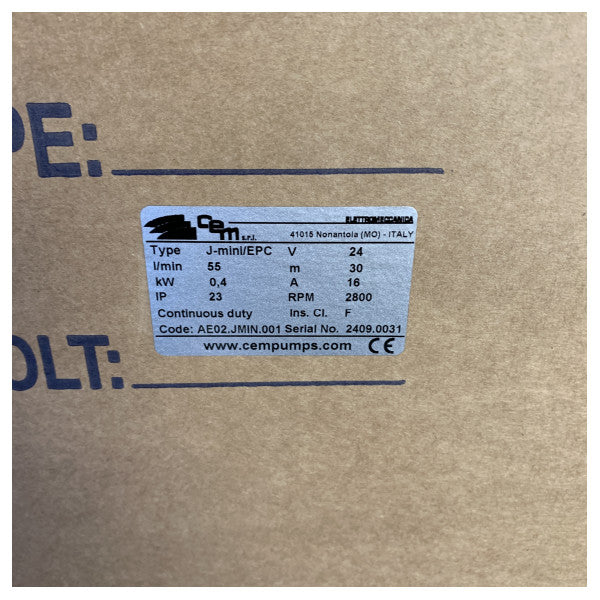 PE:
cem s.r.l. ELETTROMECCANICA
41015 Nonantola (MO) - ITALY
Type J-mini/EPC V 24
l/min 55 m 30
kW 0,4 A 16
IP 23 RPM 2800
Continuous duty Ins. Cl. F
Code: AE02.JMIN.001 Serial No. 2409.0031
www.cempumps.com CE
OLT: